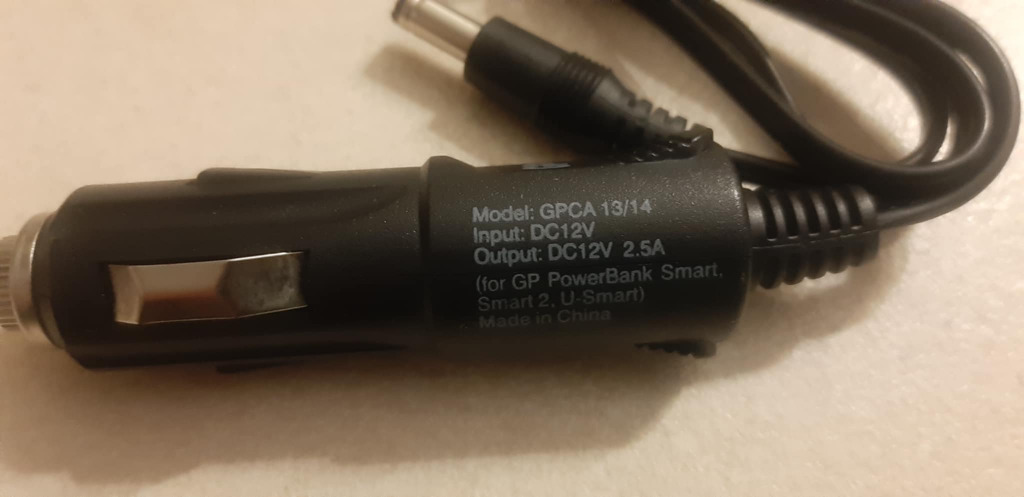 Model: GPCA 13/14
Input: DC12V
Output: DC12V 2.5A
(for GP PowerBank Smart,
Smart 2, U-Smart)
Made in China